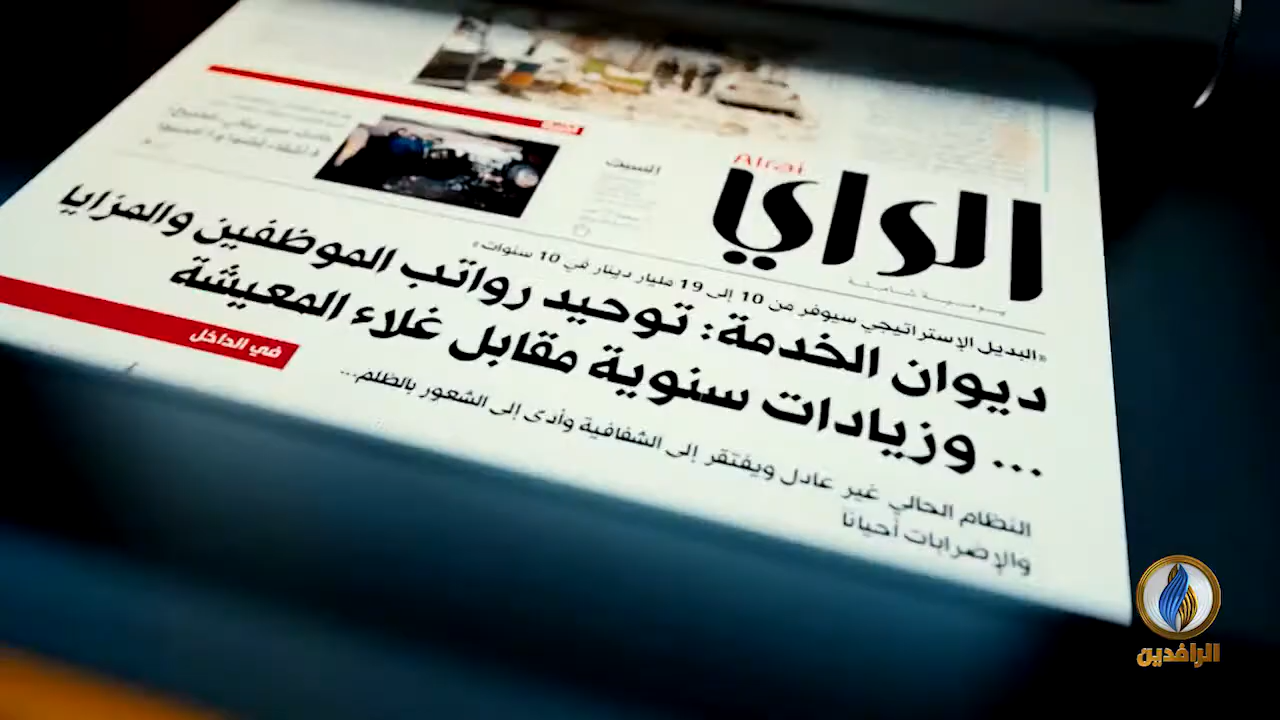 Alrai
الراي
يومية شاملة
السبت
«البديل الإستراتيجي سيوفر من 10 إلى 19 مليار دينار في 10 سنوات»
ديوان الخدمة: توحيد رواتب الموظفين والمزايا
... وزيادات سنوية مقابل غلاء المعيشة
النظام الحالي غير عادل ويفتقر إلى الشفافية وأدى إلى الشعور بالظلم...
والإضرابات أحيانا
في الداخل
الرافدين